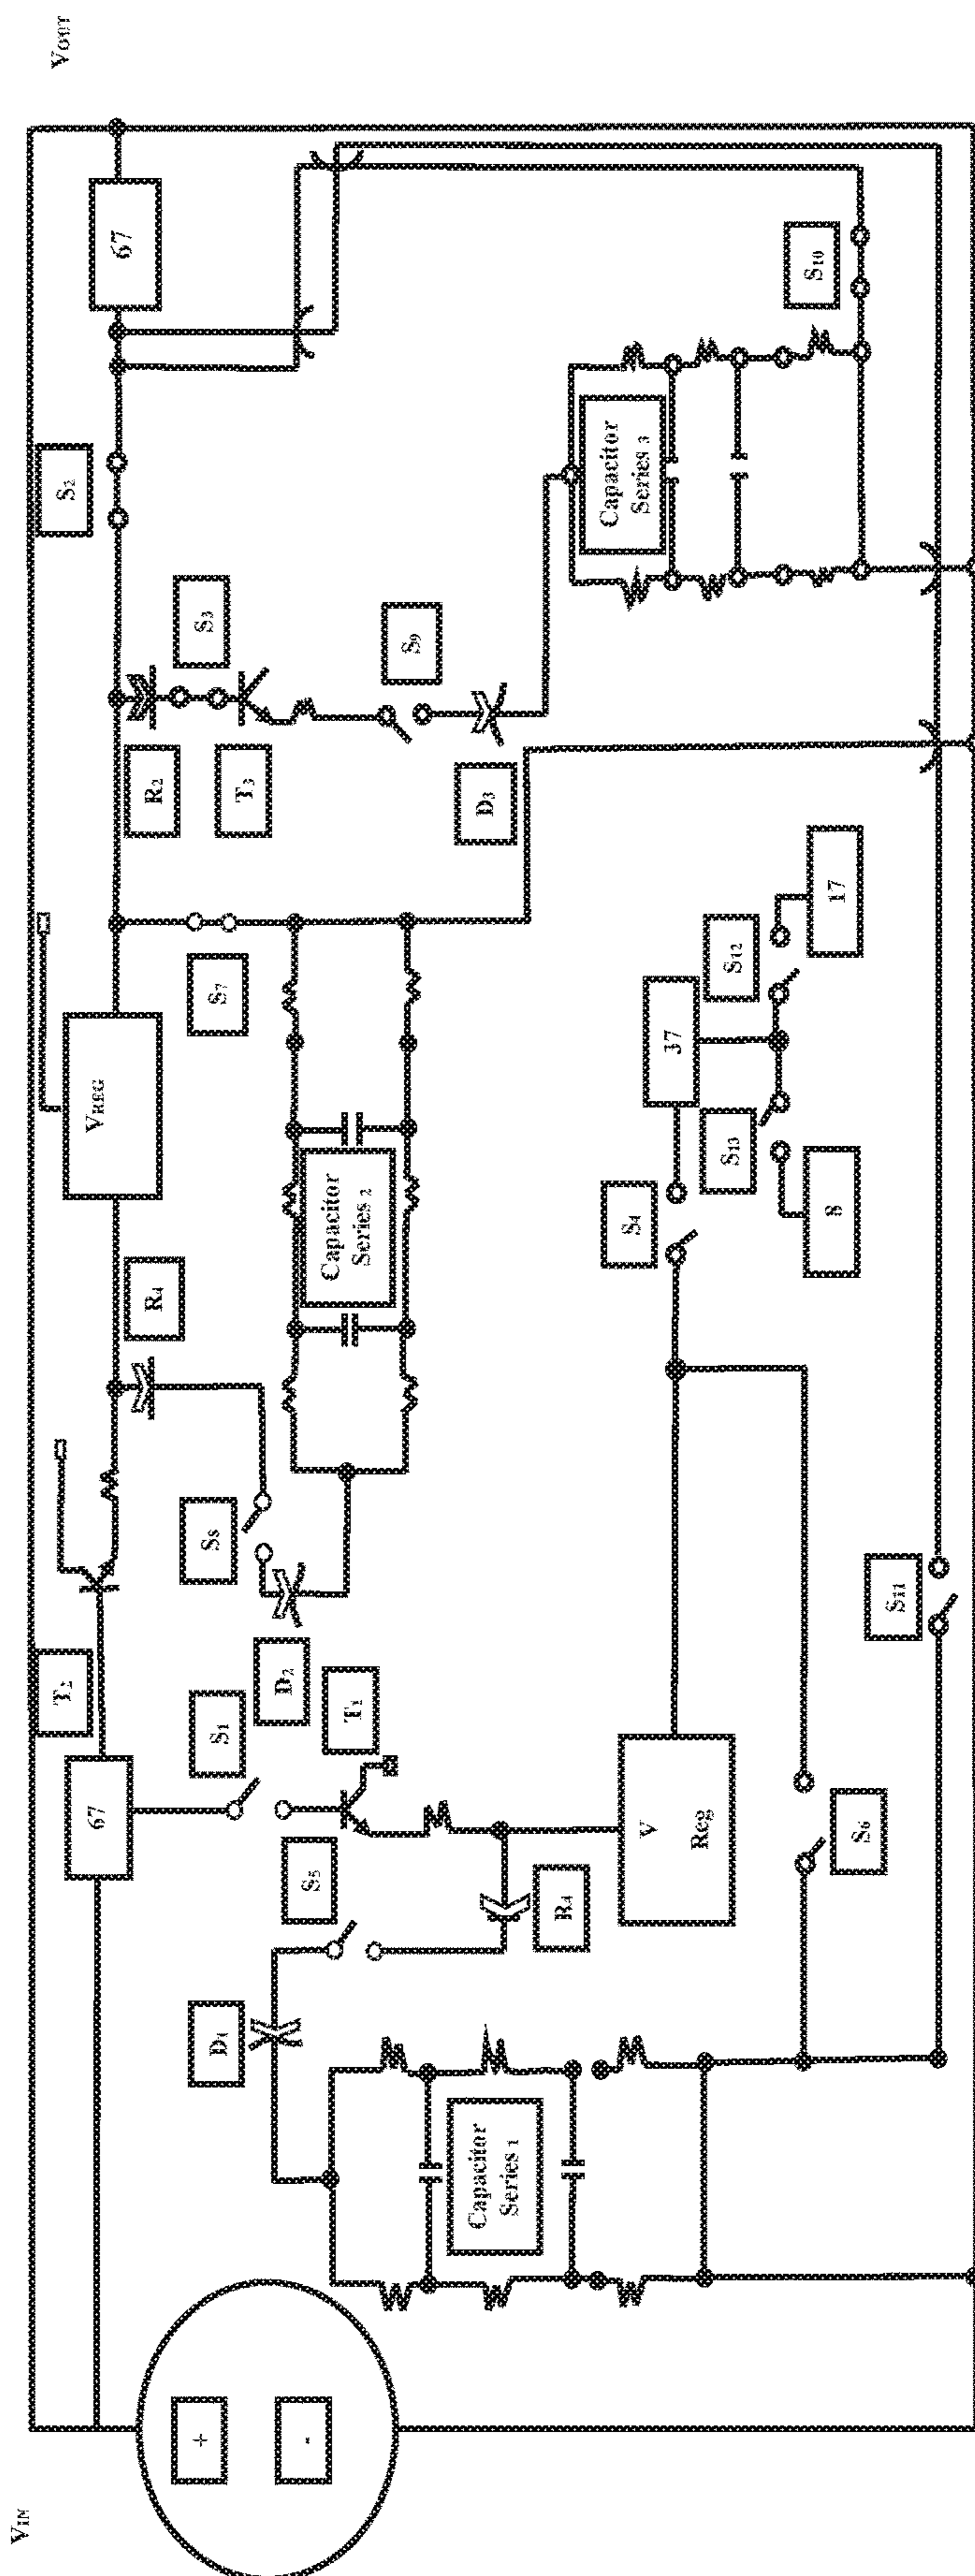 VOUT
67
S2
S3
R2
T3
S9
D3
Capacitor
Series 3
S10
VREG
S7
R4
Capacitor
Series 2
S8
D2
T2
67
S1
T1
S5
R4
D1
V
Reg
S4
37
S13
S12
8
17
S6
S11
Capacitor
Series 1
+
-
VIN